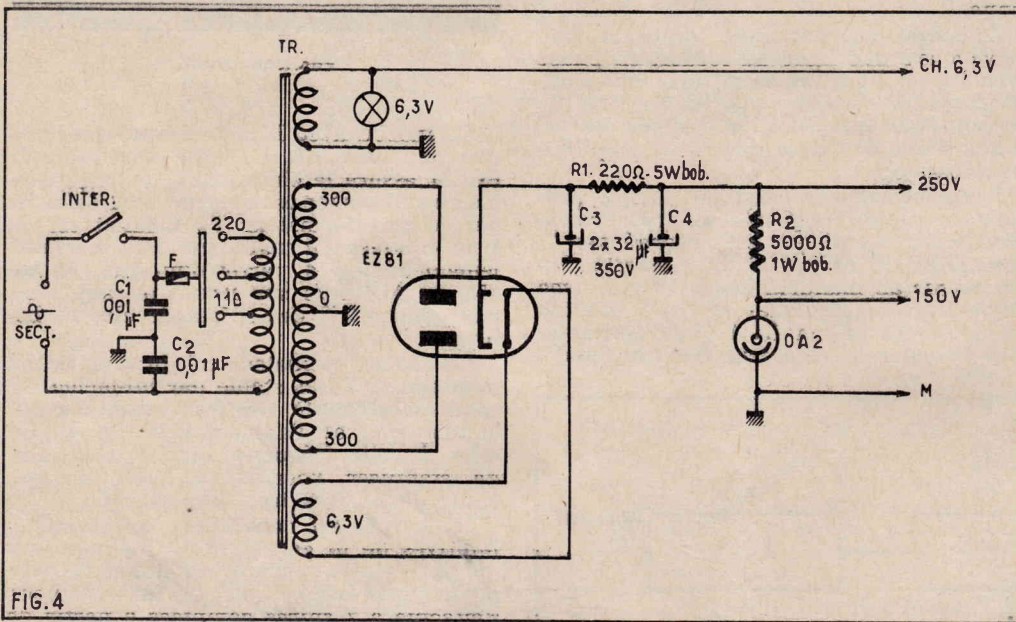 TR.
CH. 6,3V
6,3V
INTER.
220
F
110
C1
0,01
µF
SECT.
C2
0,01µF
300
0
300
6,3V
EZ81
R1. 220Ω-5W bob.
C3
2x32 µF
350V
C4
250V
R2
5000Ω
1W bob.
150V
OA2
M
FIG.4